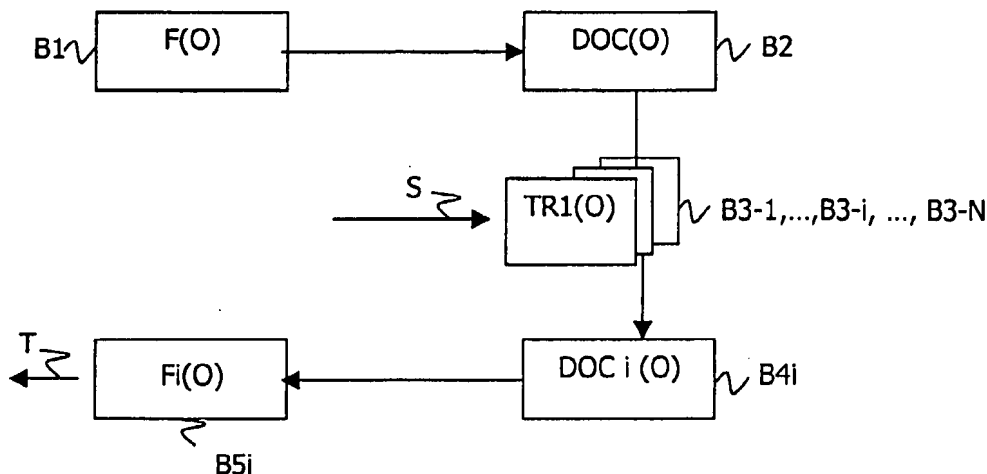 B1
F(O)
DOC(O)
B2
S
TR1(O)
B3-1,...,B3-i, ..., B3-N
T
Fi(O)
DOC i (O)
B4i
B5i